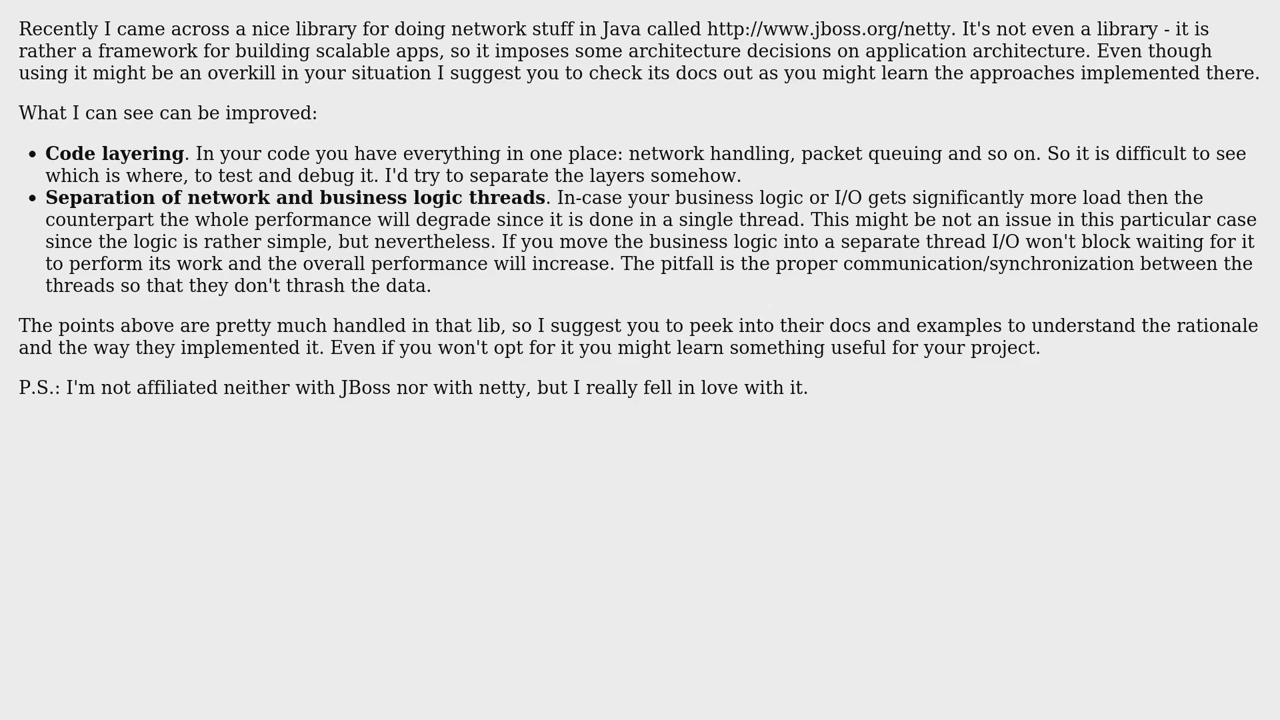 Recently I came across a nice library for doing network stuff in Java called http://www.jboss.org/netty. It's not even a library - it is
rather a framework for building scalable apps, so it imposes some architecture decisions on application architecture. Even though
using it might be an overkill in your situation I suggest you to check its docs out as you might learn the approaches implemented there.
What I can see can be improved:
• Code layering. In your code you have everything in one place: network handling, packet queuing and so on. So it is difficult to see
which is where, to test and debug it. I'd try to separate the layers somehow.
• Separation of network and business logic threads. In-case your business logic or I/O gets significantly more load then the
counterpart the whole performance will degrade since it is done in a single thread. This might be not an issue in this particular case
since the logic is rather simple, but nevertheless. If you move the business logic into a separate thread I/O won't block waiting for it
to perform its work and the overall performance will increase. The pitfall is the proper communication/synchronization between the
threads so that they don't thrash the data.
The points above are pretty much handled in that lib, so I suggest you to peek into their docs and examples to understand the rationale
and the way they implemented it. Even if you won't opt for it you might learn something useful for your project.
P.S.: I'm not affiliated neither with JBoss nor with netty, but I really fell in love with it.